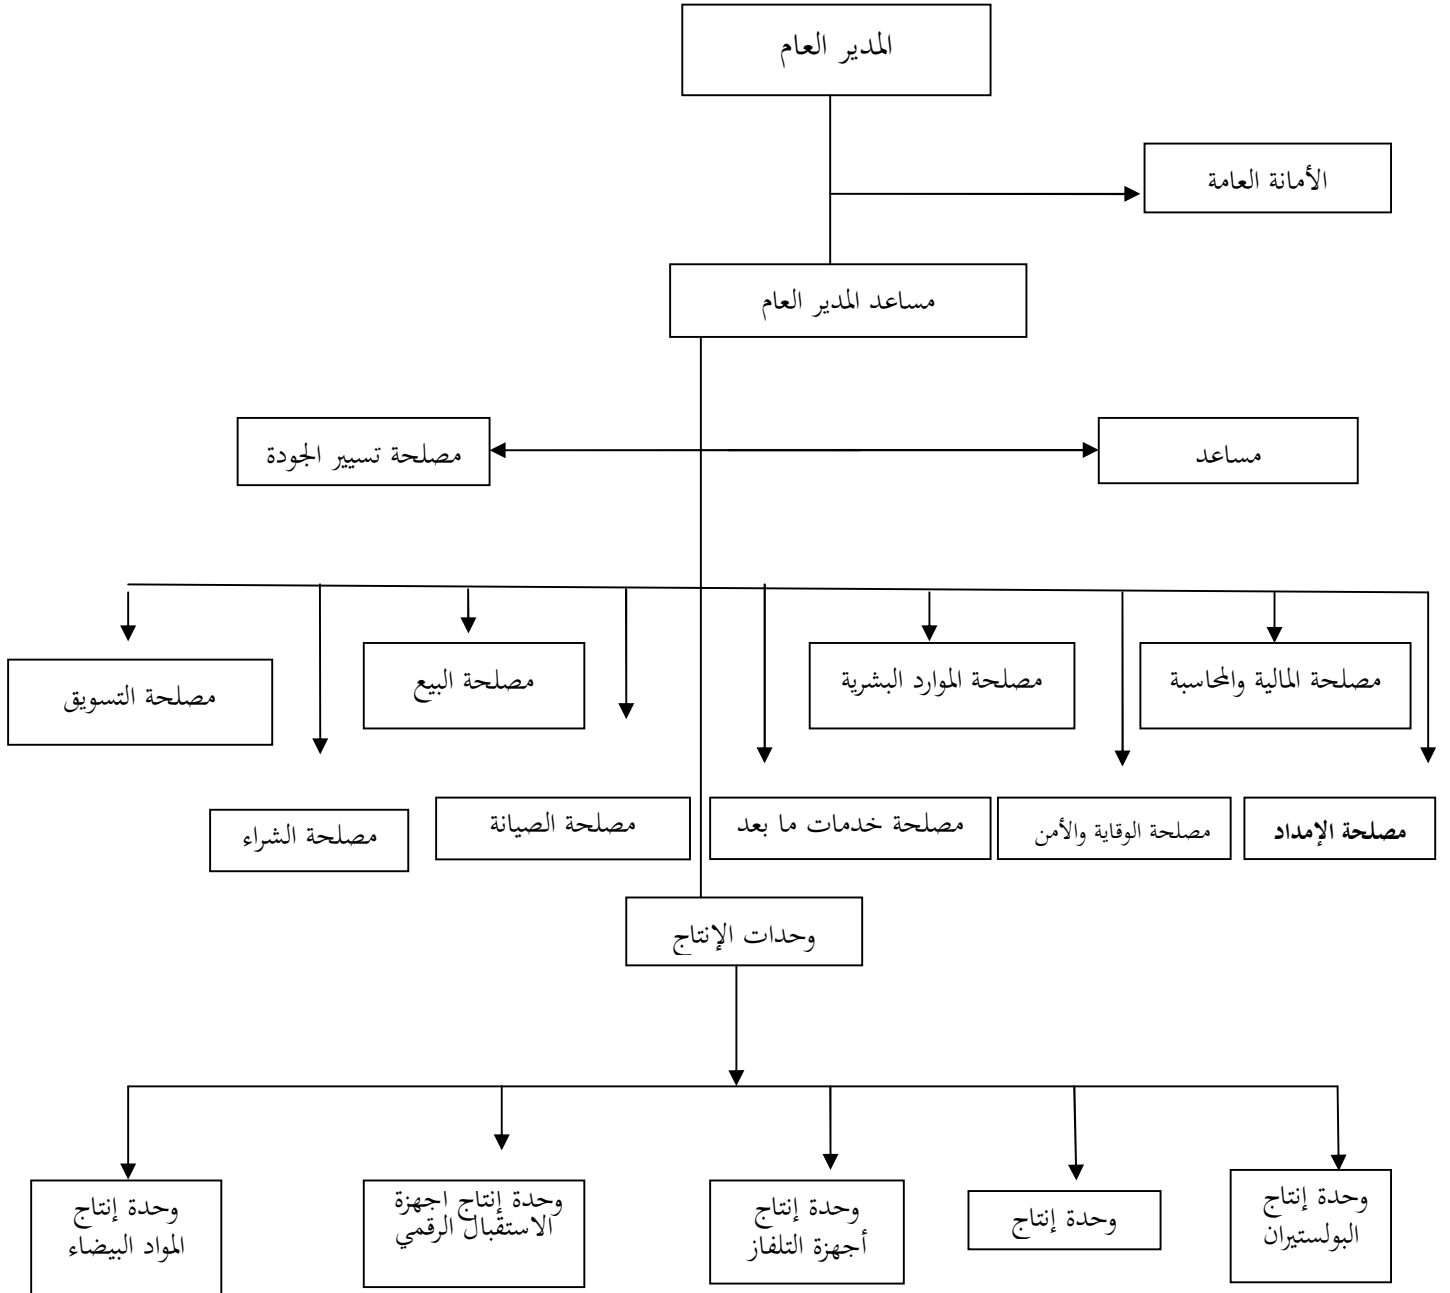 المدير العام
الأمانة العامة
مساعد المدير العام
مساعد
مصلحة تسيير الجودة
مصلحة المالية والمحاسبة
مصلحة الموارد البشرية
مصلحة البيع
مصلحة التسويق
مصلحة الإمداد
مصلحة الوقاية والأمن
مصلحة خدمات ما بعد
مصلحة الصيانة
مصلحة الشراء
وحدات الإنتاج
وحدة إنتاج
البولستيران
وحدة إنتاج
وحدة إنتاج
أجهزة التلفاز
وحدة إنتاج اجهزة
الاستقبال الرقمي
وحدة إنتاج
المواد البيضاء